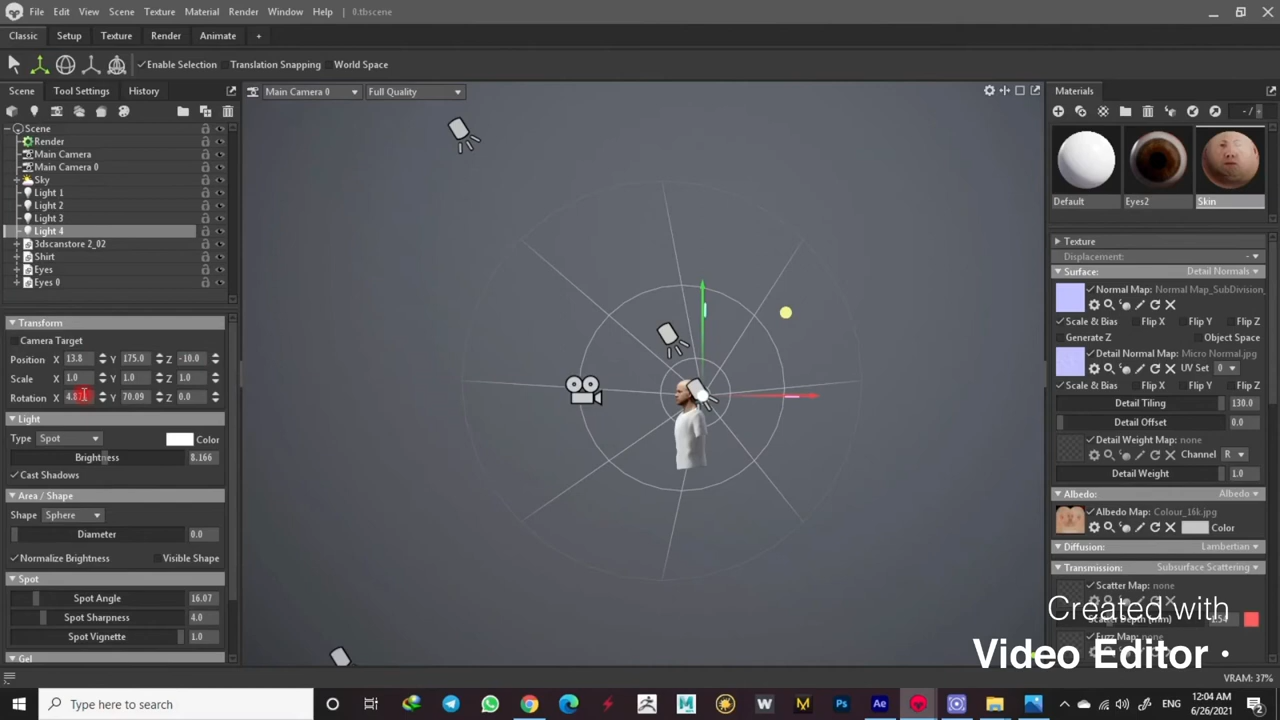 File Edit View Scene Texture Material Render Window Help 0.tbscene
Classic Setup Texture Render Animate +
Enable Selection Translation Snapping World Space
Scene Tool Settings History
Main Camera 0 Full Quality
Materials
Scene
Render
Main Camera
Main Camera 0
Sky
Light 1
Light 2
Light 3
Light 4
3dscanstore 2_02
Shirt
Eyes
Eyes 0
Transform
Camera Target
Position X 13.8 Y 175.0 Z -10.0
Scale X 1.0 Y 1.0 Z 1.0
Rotation X Y 70.09 Z 0.0
Light
Type Spot Color
Brightness 8.166
Cast Shadows
Area / Shape
Shape Sphere
Diameter 0.0
Normalize Brightness Visible Shape
Spot
Spot Angle 16.07
Spot Sharpness 4.0
Spot Vignette 1.0
Gel
Default Eyes2 Skin
Texture
Displacement:
Surface: Detail Normals
Normal Map: Normal Map_SubDivision_
Scale & Bias Flip X Flip Y Flip Z
Generate Z Object Space
Detail Normal Map: Micro Normal.jpg
UV Set 0
Scale & Bias Flip X Flip Y Flip Z
Detail Tiling 130.0
Detail Offset 0.0
Detail Weight Map: none
Channel R
Detail Weight 1.0
Albedo: Albedo
Albedo Map: Colour_16k.jpg
Color
Diffusion: Lambertian
Transmission: Subsurface Scattering
Scatter Map: none
Scatter Depth (mm)
Fuzz Map: none
Created with
Video Editor
VRAM: 37%
Type here to search
ENG
12:04 AM
6/26/2021